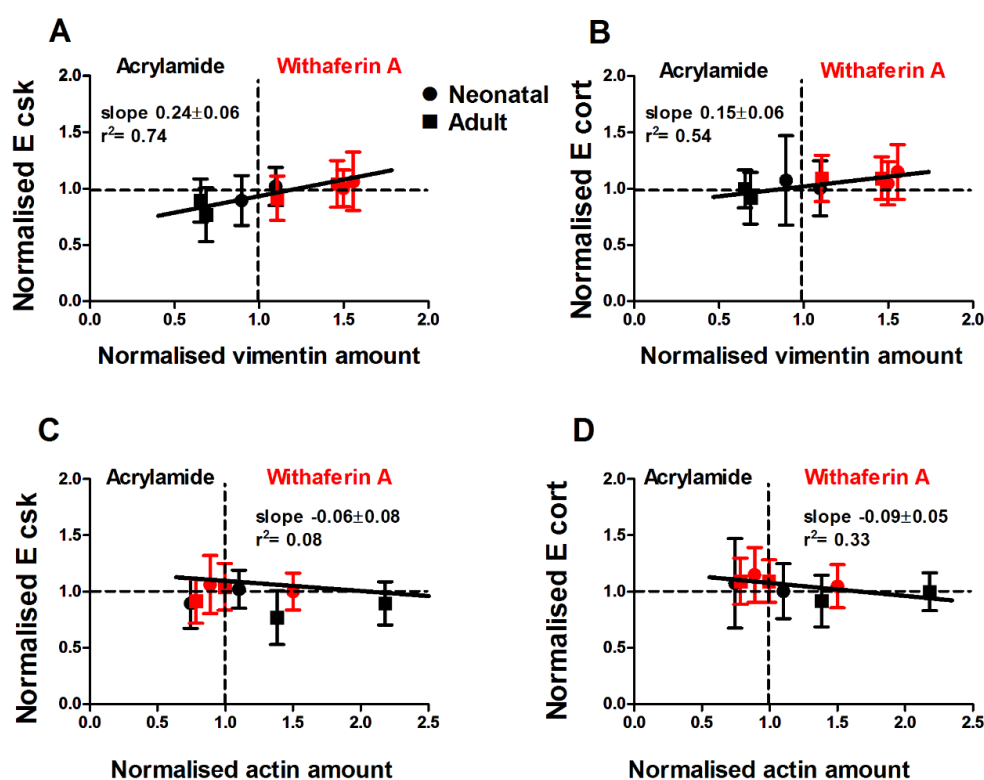 A
Acrylamide Withaferin A
slope 0.24±0.06
r²= 0.74
Normalised E csk
2.0
1.5
1.0
0.5
0.0
0.0 0.5 1.0 1.5 2.0
Normalised vimentin amount
Neonatal
Adult
B
Acrylamide Withaferin A
slope 0.15±0.06
r²= 0.54
Normalised E cort
2.0
1.5
1.0
0.5
0.0
0.0 0.5 1.0 1.5 2.0
Normalised vimentin amount
C
Acrylamide Withaferin A
slope -0.06±0.08
r²= 0.08
Normalised E csk
2.0
1.5
1.0
0.5
0.0
0.0 0.5 1.0 1.5 2.0 2.5
Normalised actin amount
D
Acrylamide Withaferin A
slope -0.09±0.05
r²= 0.33
Normalised E cort
2.0
1.5
1.0
0.5
0.0
0.0 0.5 1.0 1.5 2.0 2.5
Normalised actin amount